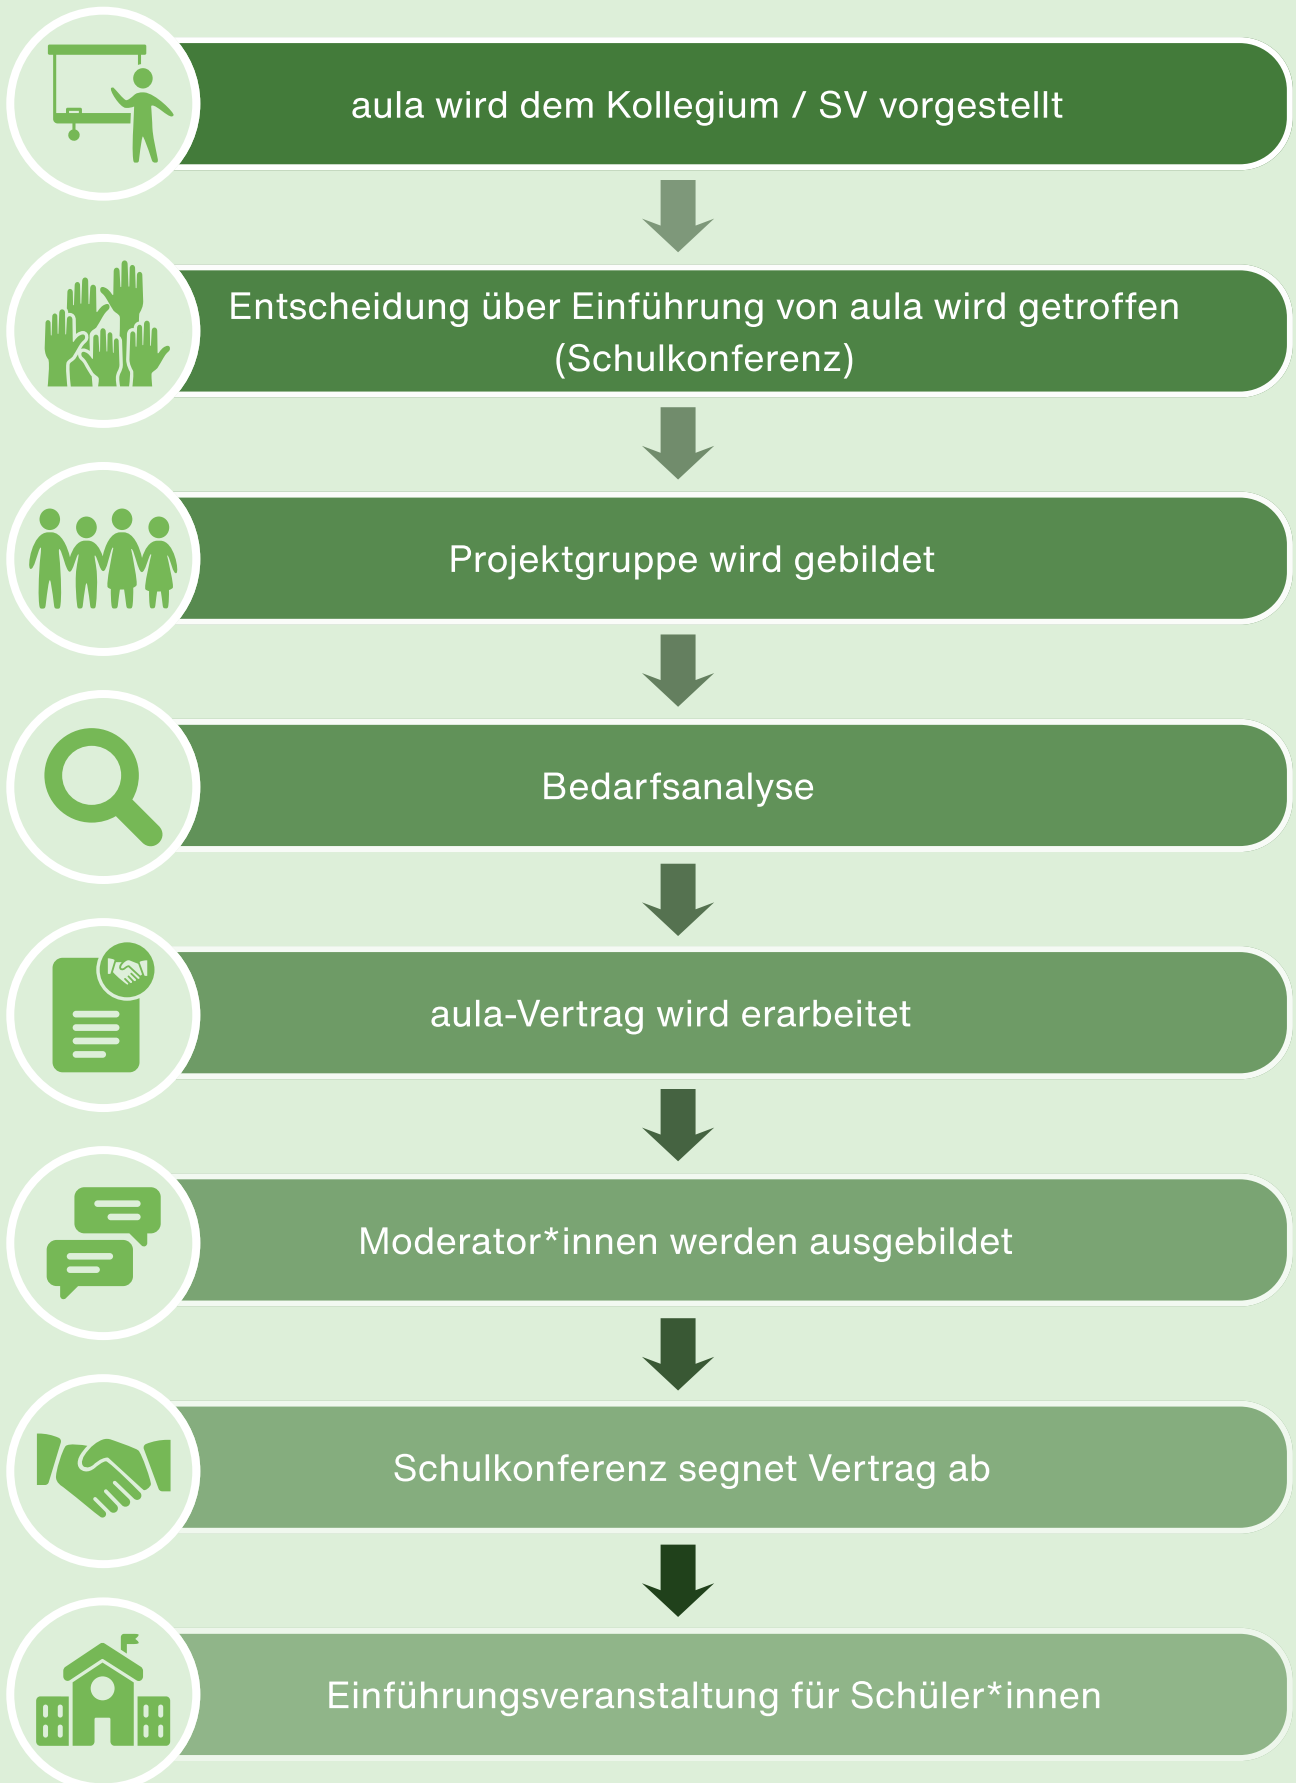 aula wird dem Kollegium / SV vorgestellt
Entscheidung über Einführung von aula wird getroffen
(Schulkonferenz)
Projektgruppe wird gebildet
Bedarfsanalyse
aula-Vertrag wird erarbeitet
Moderator*innen werden ausgebildet
Schulkonferenz segnet Vertrag ab
Einführungsveranstaltung für Schüler*innen